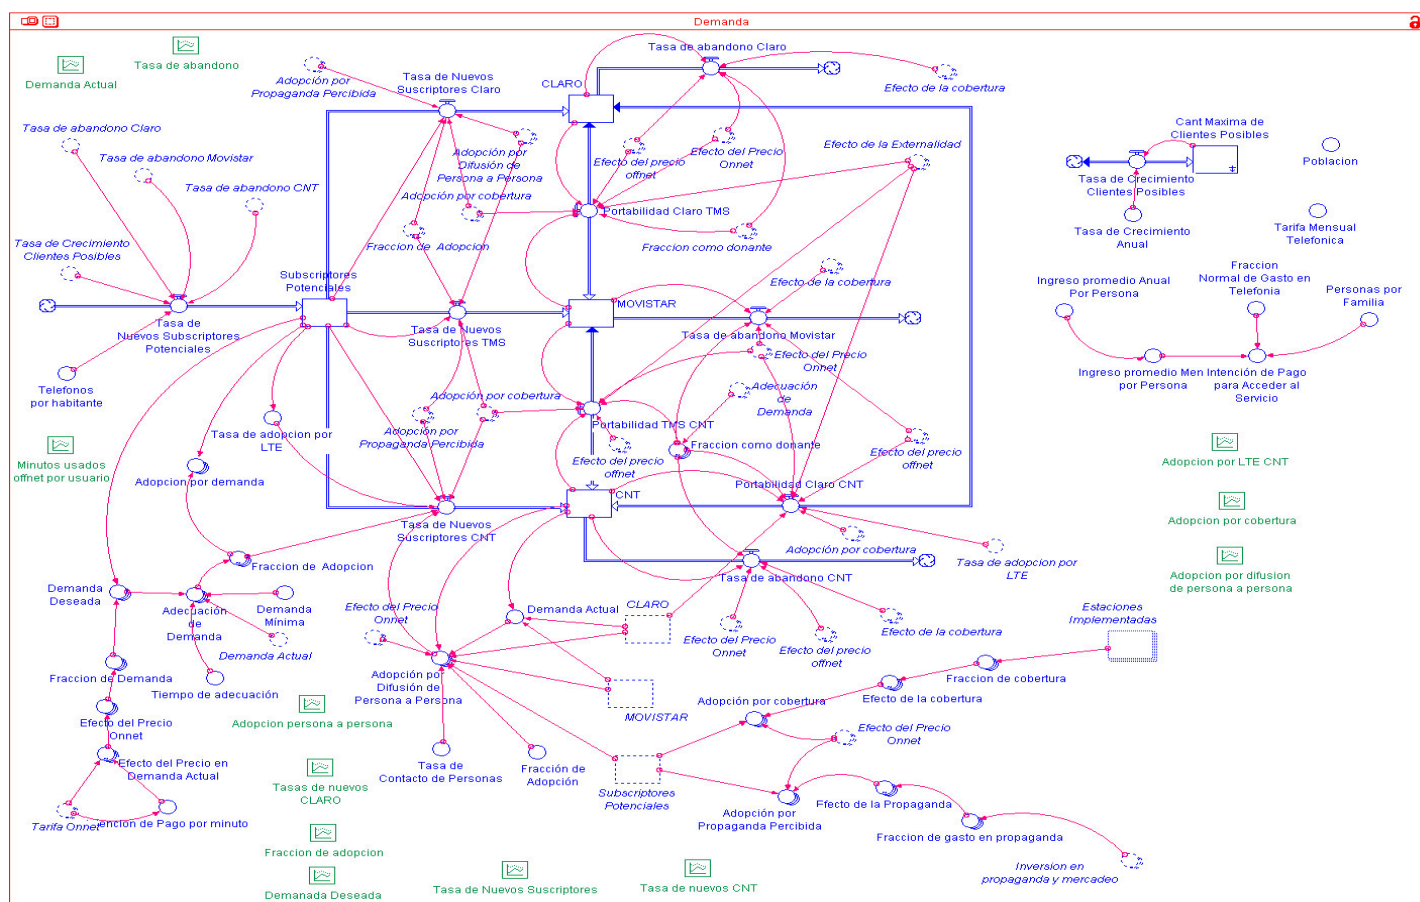 Demanda
Demanda Actual
Tasa de abandono
Adopción por
Propaganda Percibida
Tasa de Nuevos
Suscriptores Claro
Tasa de abandono Claro
CLARO
Efecto de la cobertura
Tasa de abandono Claro
Tasa de abandono Movistar
Tasa de abandono CNT
Adopción por
Difusión de
Persona a Persona
Efecto del precio
offnet
Efecto del Precio
Onnet
Efecto de la Externalidad
Cant Maxima de
Clientes Posibles
Poblacion
Tasa de Crecimiento
Clientes Posibles
Adopción por cobertura
Portabilidad Claro TMS
Tasa de Crecimiento
Anual
Tarifa Mensual
Telefonica
Tasa de Crecimiento
Clientes Posibles
Fraccion de Adopcion
Fraccion como donante
Subscriptores
Potenciales
MOVISTAR
Efecto de la cobertura
Ingreso promedio Anual
Por Persona
Fraccion
Normal de Gasto en
Telefonia
Personas por
Familia
Tasa de
Nuevos Subscriptores
Potenciales
Tasa de Nuevos
Suscriptores TMS
Tasa de abandono Movistar
Efecto del Precio
Onnet
Ingreso promedio Men
por Persona
Intención de Pago
para Acceder al
Servicio
Telefonos
por habitante
Adopción por cobertura
Adecuación
de
Demanda
Tasa de adopcion por
LTE
Adopción por
Propaganda Percibida
Portabilidad TMS CNT
Fraccion como donante
Efecto del precio
offnet
Efecto del precio
offnet
Minutos usados
offnet por usuario
Adopcion por demanda
Adopcion por LTE CNT
CNT
Portabilidad Claro CNT
Tasa de Nuevos
Suscriptores CNT
Adopcion por cobertura
Adopción por cobertura
Tasa de adopcion por
LTE
Fraccion de Adopcion
Tasa de abandono CNT
Adopcion por difusion
de persona a persona
Demanda
Deseada
Adecuación
de
Demanda
Demanda
Mínima
Efecto del Precio
Onnet
Demanda Actual
CLARO
Efecto del Precio
Onnet
Efecto del precio
offnet
Efecto de la cobertura
Estaciones
Implementadas
Demanda Actual
Fraccion de Demanda
Tiempo de adecuación
Adopción por
Difusión de
Persona a Persona
Fraccion de cobertura
Adopcion persona a persona
MOVISTAR
Adopción por cobertura
Efecto de la cobertura
Efecto del Precio
Onnet
Efecto del Precio
Onnet
Efecto del Precio en
Demanda Actual
Tasa de
Contacto de Personas
Fracción de
Adopción
Tasas de nuevos
CLARO
Subscriptores
Potenciales
Adopción por
Propaganda Percibida
Efecto de la Propaganda
Tarifa Onnet
encion de Pago por minuto
Fraccion de gasto en propaganda
Fraccion de adopcion
Inversion en
propaganda y mercadeo
Demanada Deseada
Tasa de Nuevos Suscriptores
Tasa de nuevos CNT